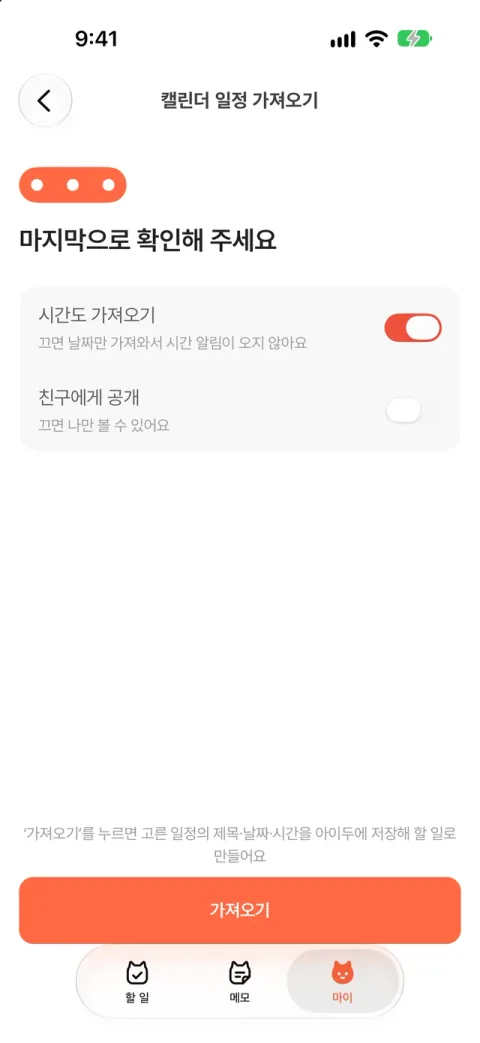 9:41
캘린더 일정 가져오기
마지막으로 확인해 주세요
시간도 가져오기
끄면 날짜만 가져와서 시간 알림이 오지 않아요
친구에게 공개
끄면 나만 볼 수 있어요
'가져오기'를 누르면 고른 일정의 제목·날짜·시간을 아이두에 저장해 할 일로
만들어요
가져오기
할 일
메모
마이